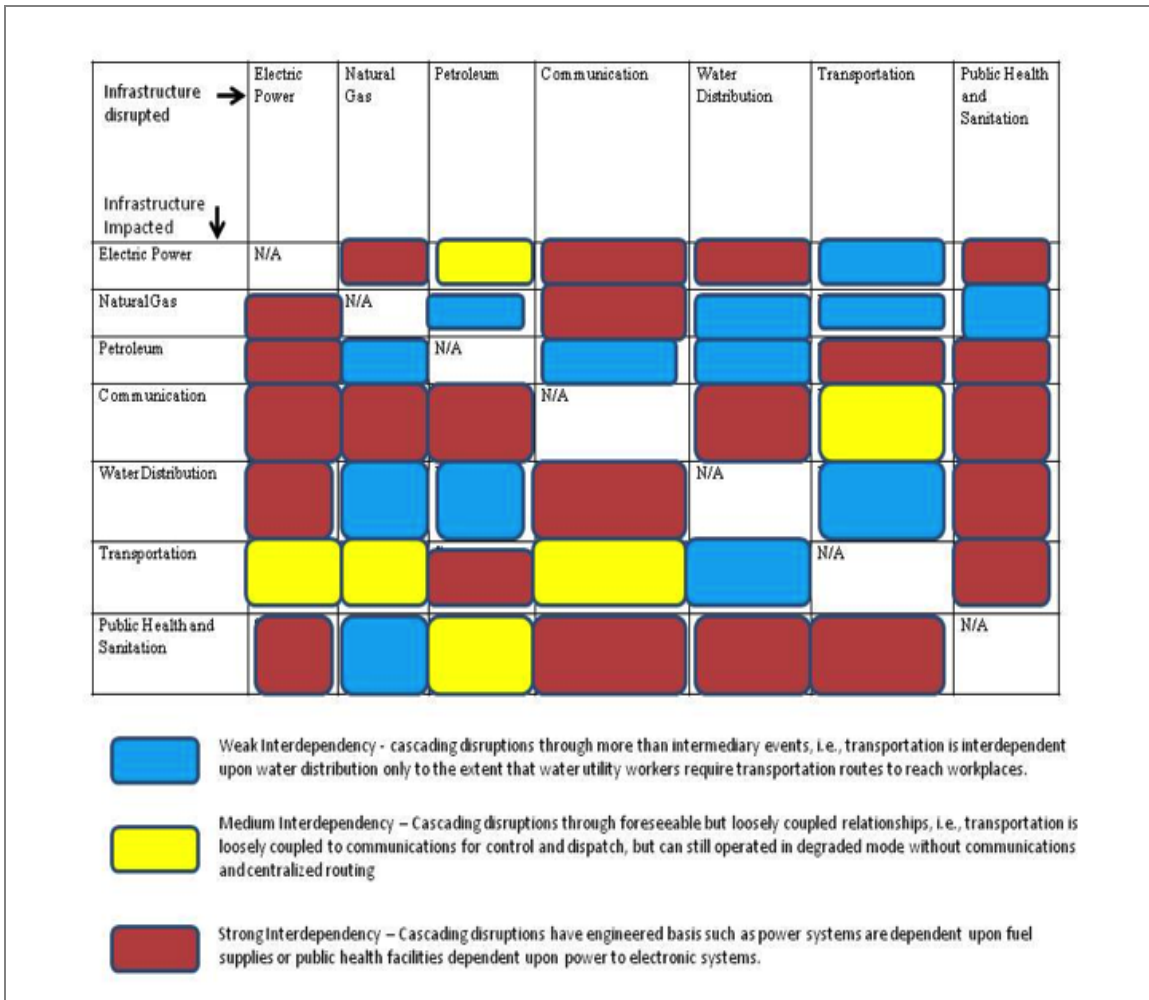 Infrastructure disrupted
Electric Power
Natural Gas
Petroleum
Communication
Water Distribution
Transportation
Public Health and Sanitation
Infrastructure Impacted
Electric Power
N/A
Natural Gas
N/A
Petroleum
N/A
Communication
N/A
Water Distribution
N/A
Transportation
N/A
Public Health and Sanitation
N/A
Weak Interdependency - cascading disruptions through more than intermediary events, i.e., transportation is interdependent
upon water distribution only to the extent that water utility workers require transportation routes to reach workplaces.
Medium Interdependency – Cascading disruptions through foreseeable but loosely coupled relationships, i.e., transportation is
loosely coupled to communications for control and dispatch, but can still operated in degraded mode without communications
and centralized routing
Strong Interdependency – Cascading disruptions have engineered basis such as power systems are dependent upon fuel
supplies or public health facilities dependent upon power to electronic systems.